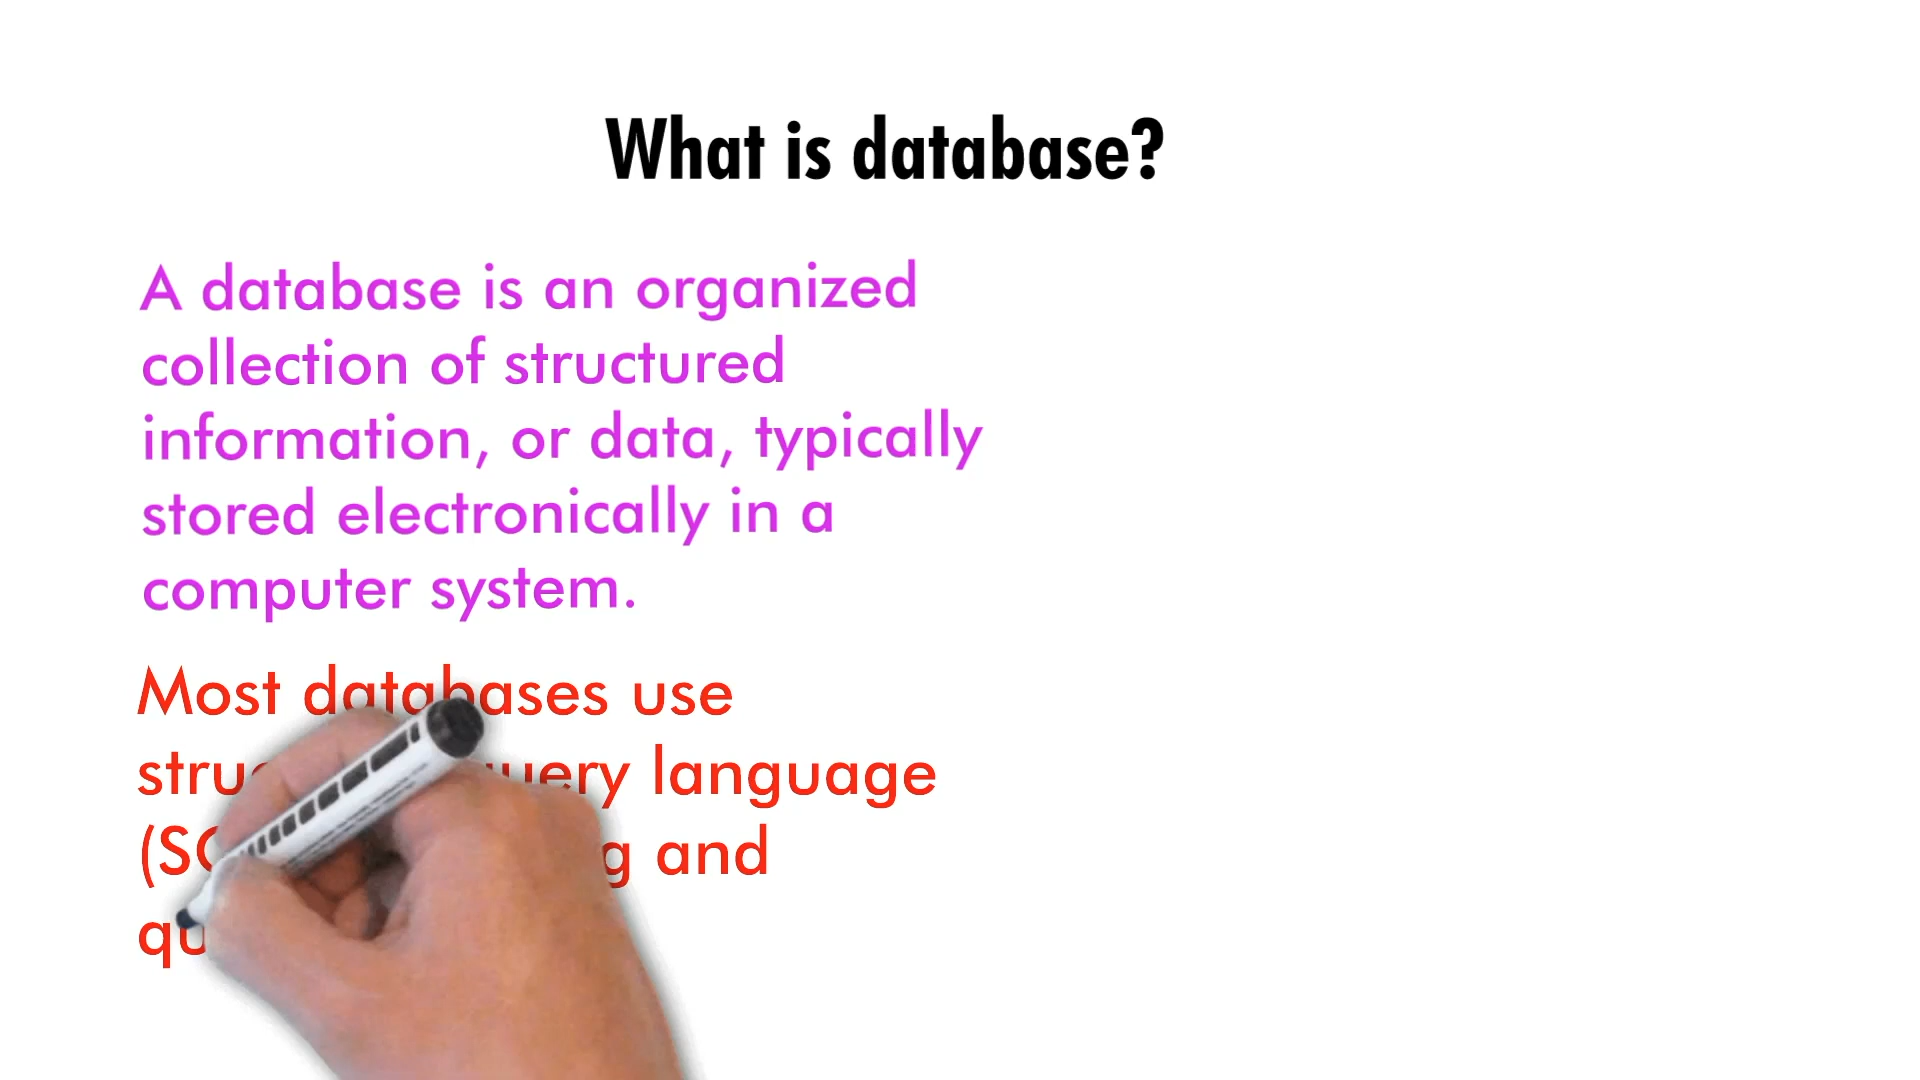 What is database?
A database is an organized
collection of structured
information, or data, typically
stored electronically in a
computer system.
Most databases use
language
and